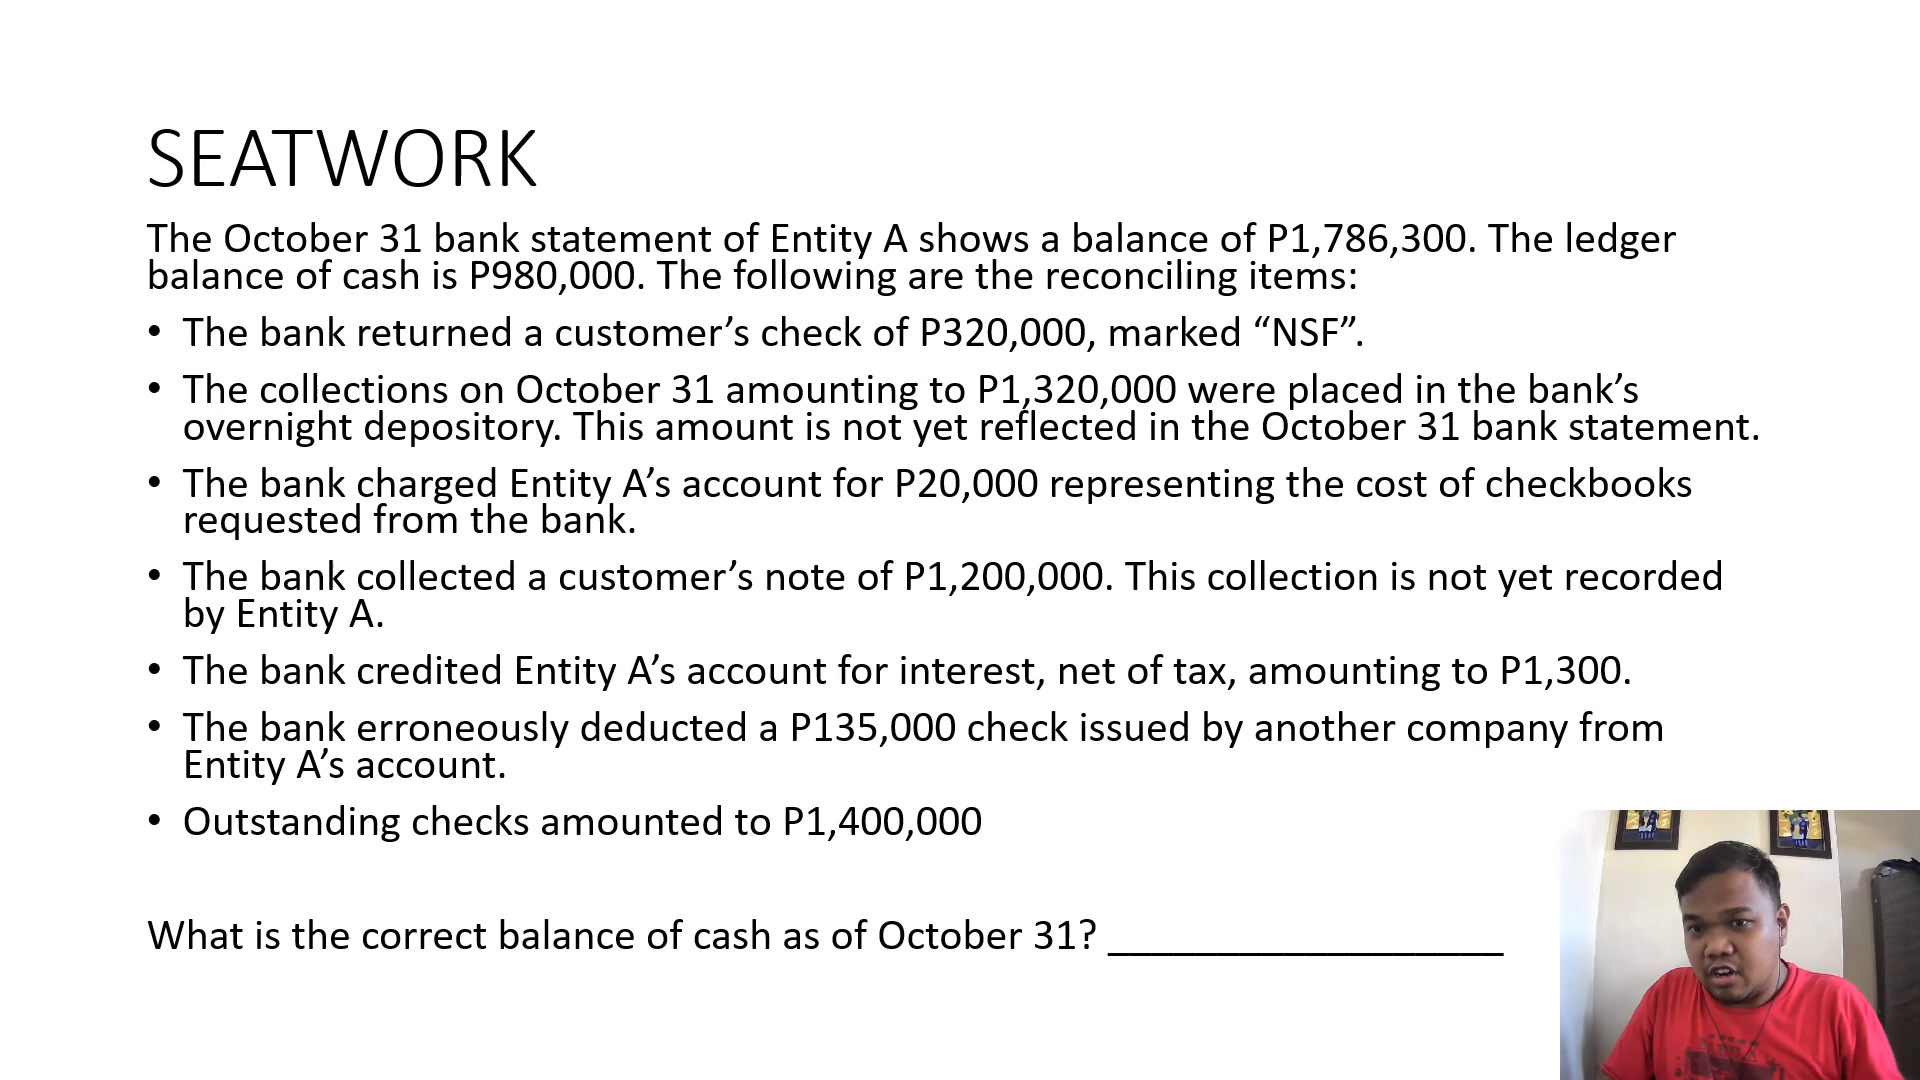 SEATWORK
The October 31 bank statement of Entity A shows a balance of P1,786,300. The ledger
balance of cash is P980,000. The following are the reconciling items:
• The bank returned a customer’s check of P320,000, marked “NSF”.
• The collections on October 31 amounting to P1,320,000 were placed in the bank’s
overnight depository. This amount is not yet reflected in the October 31 bank statement.
• The bank charged Entity A’s account for P20,000 representing the cost of checkbooks
requested from the bank.
• The bank collected a customer’s note of P1,200,000. This collection is not yet recorded
by Entity A.
• The bank credited Entity A’s account for interest, net of tax, amounting to P1,300.
• The bank erroneously deducted a P135,000 check issued by another company from
Entity A’s account.
• Outstanding checks amounted to P1,400,000
What is the correct balance of cash as of October 31? ___________________